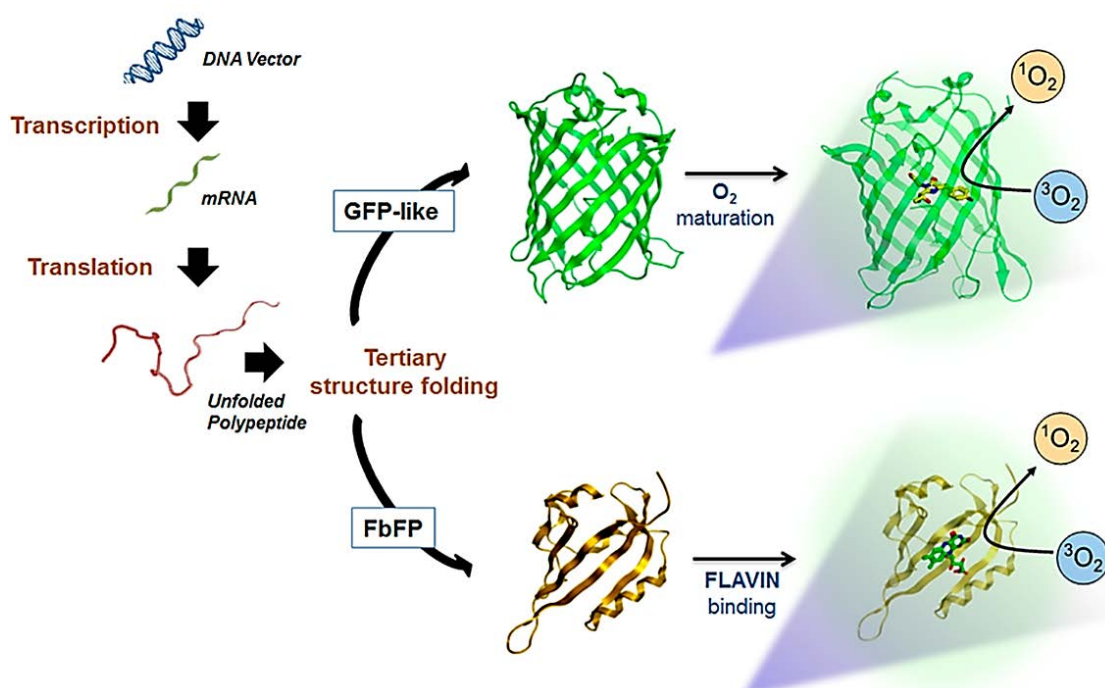 DNA Vector
Transcription
mRNA
Translation
Unfolded
Polypeptide
Tertiary
structure folding
GFP-like
O₂
maturation
¹O₂
³O₂
FbFP
FLAVIN
binding
¹O₂
³O₂